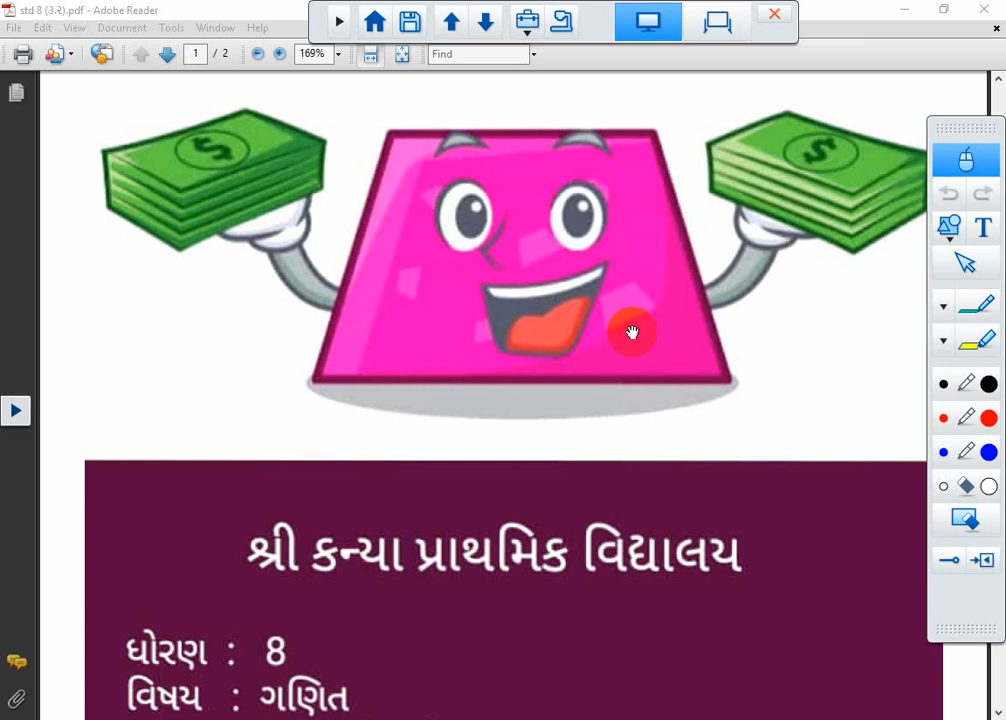 std 8 (3.૨).pdf - Adobe Reader
File Edit View Document Tools Window Help
1 / 2 169% Find
T
$ $
શ્રી કન્યા પ્રાથમિક વિદ્યાલય
ધોરણ : 8
વિષય : ગણિત